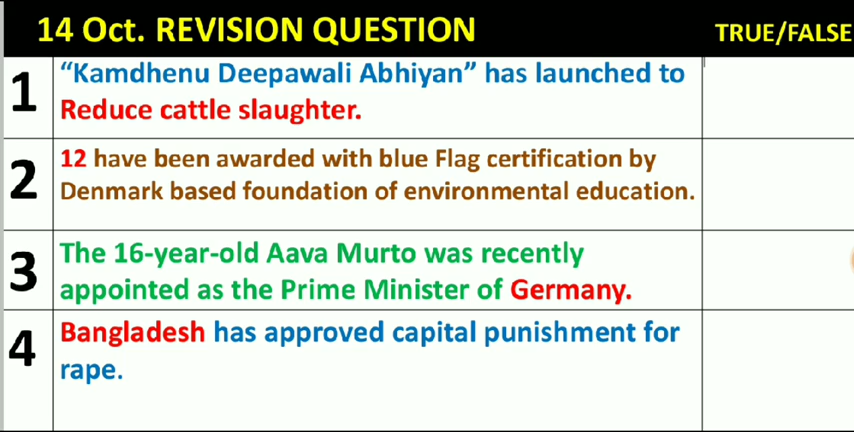 14 Oct. REVISION QUESTION TRUE/FALSE
1 “Kamdhenu Deepawali Abhiyan” has launched to
Reduce cattle slaughter.
2 12 have been awarded with blue Flag certification by
Denmark based foundation of environmental education.
3 The 16-year-old Aava Murto was recently
appointed as the Prime Minister of Germany.
4 Bangladesh has approved capital punishment for
rape.